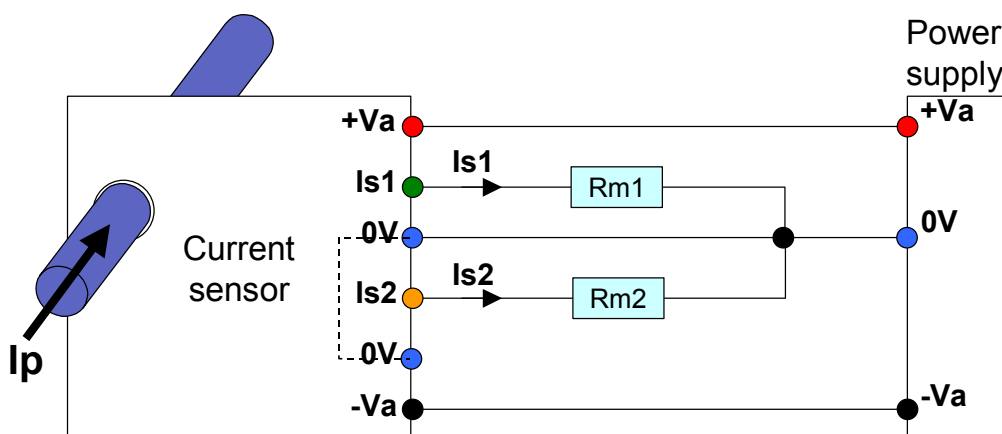 Power
supply
+Va
+Va
Is1
Is1
Rm1
0V
0V
Current
sensor
Is2
Is2
Rm2
0V
Ip
-Va
-Va